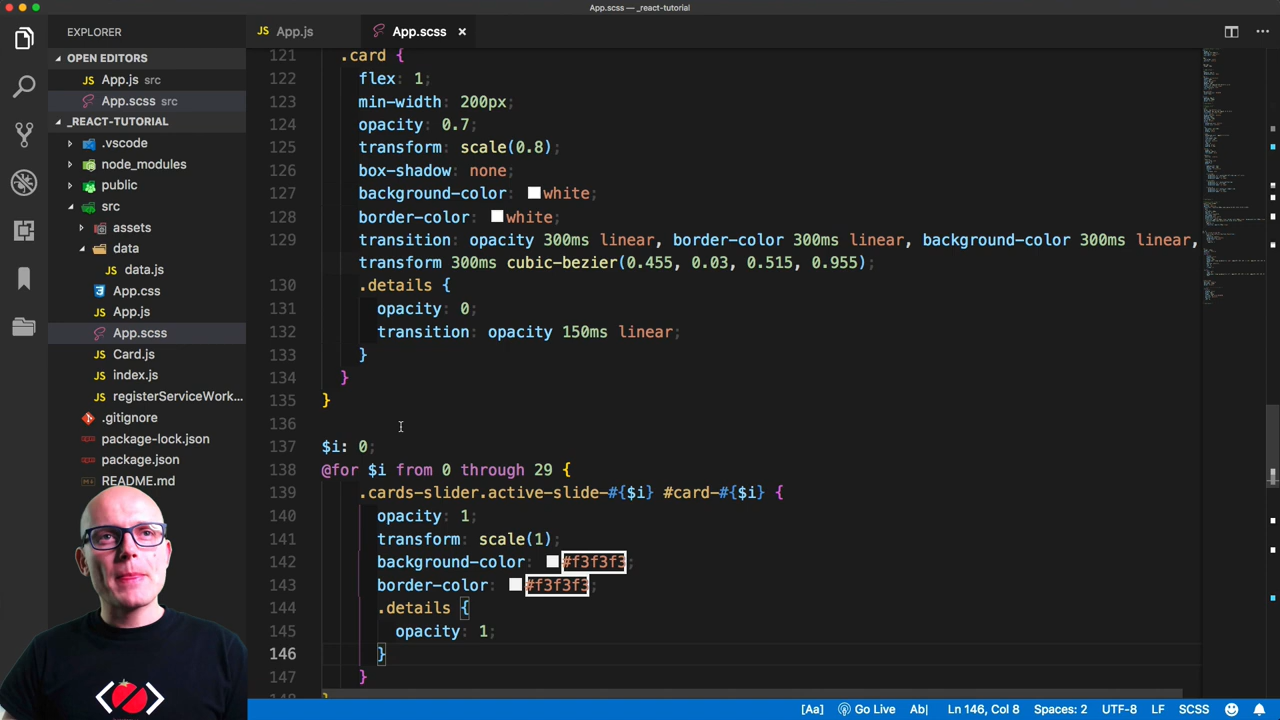 App.scss — _react-tutorial
EXPLORER
OPEN EDITORS
JS App.js src
App.scss src
_REACT-TUTORIAL
.vscode
node_modules
public
src
assets
data
JS data.js
App.css
JS App.js
App.scss
JS Card.js
JS index.js
JS registerServiceWork...
.gitignore
package-lock.json
package.json
README.md
JS App.js
App.scss ×
121 .card {
122 flex: 1;
123 min-width: 200px;
124 opacity: 0.7;
125 transform: scale(0.8);
126 box-shadow: none;
127 background-color: white;
128 border-color: white;
129 transition: opacity 300ms linear, border-color 300ms linear, background-color 300ms linear,
transform 300ms cubic-bezier(0.455, 0.03, 0.515, 0.955);
130 .details {
131 opacity: 0;
132 transition: opacity 150ms linear;
133 }
134 }
135 }
136
137 $i: 0;
138 @for $i from 0 through 29 {
139 .cards-slider.active-slide-#{$i} #card-#{$i} {
140 opacity: 1;
141 transform: scale(1);
142 background-color: #f3f3f3;
143 border-color: #f3f3f3;
144 .details {
145 opacity: 1;
146 }
147 }
148 }
[Aa] Go Live Ab| Ln 146, Col 8 Spaces: 2 UTF-8 LF SCSS